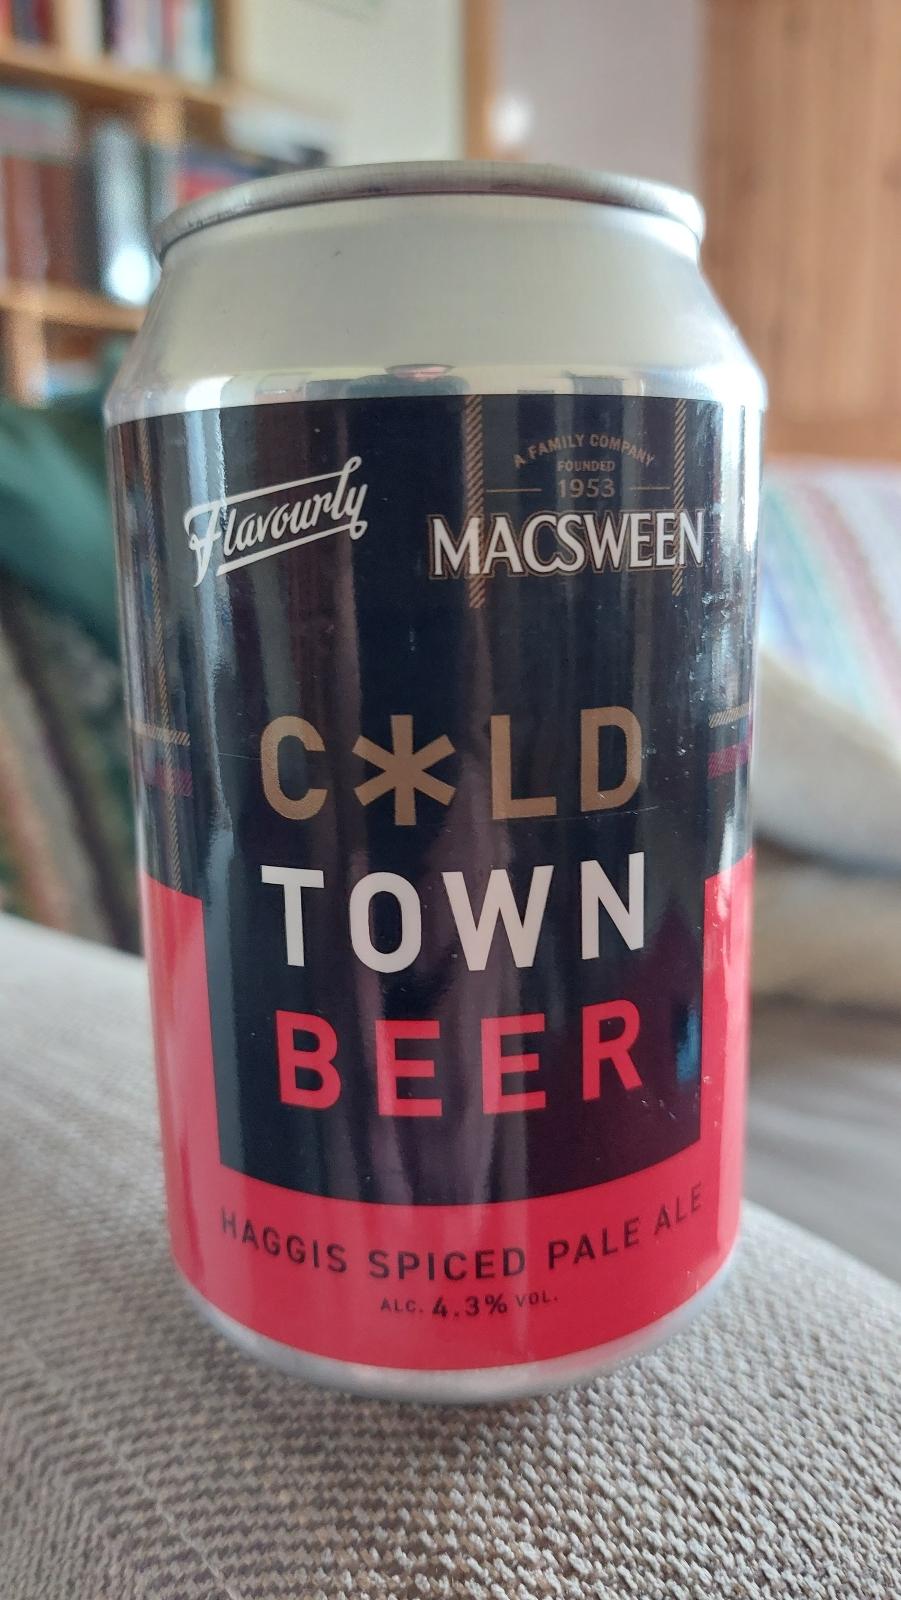 Flavourly
A FAMILY COMPANY
FOUNDED
1953
MACSWEEN
C*LD
TOWN
BEER
HAGGIS SPICED PALE ALE
ALC. 4.3% VOL.